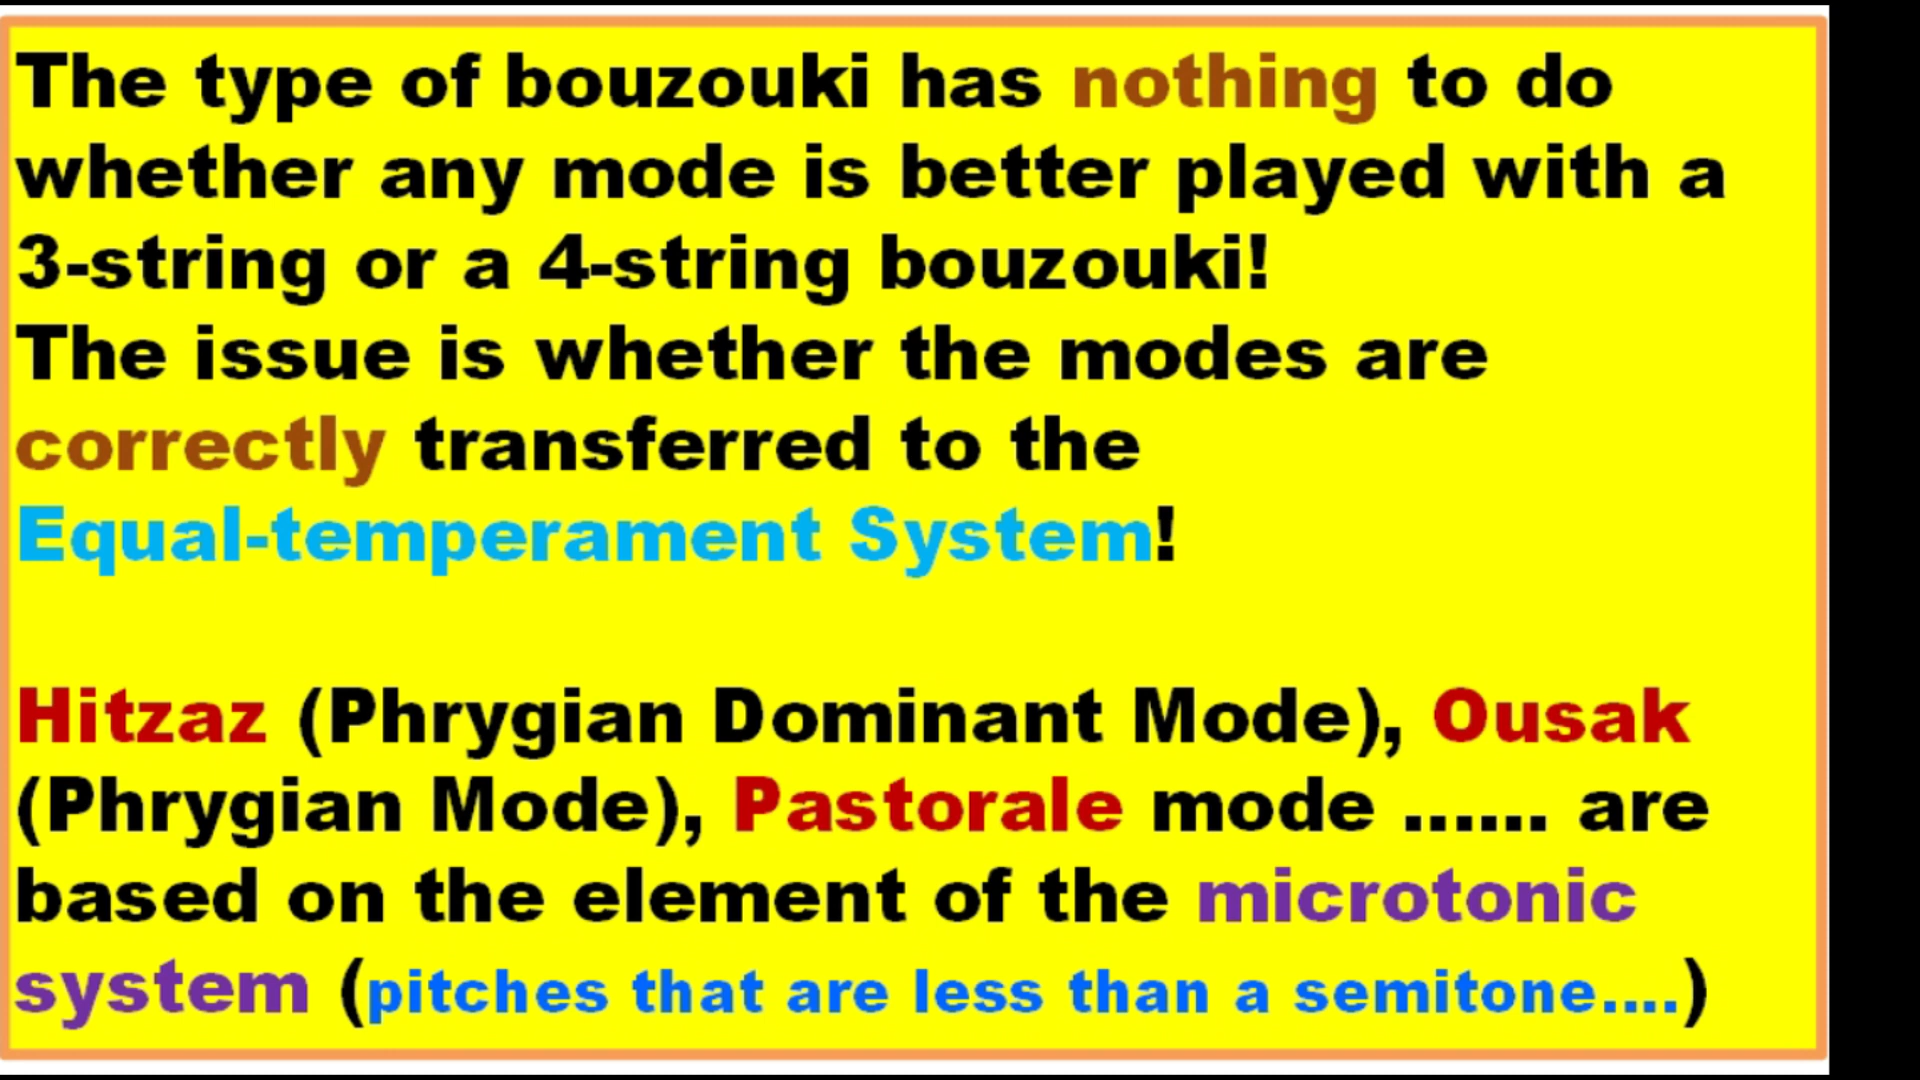 The type of bouzouki has nothing to do
whether any mode is better played with a
3-string or a 4-string bouzouki!
The issue is whether the modes are
correctly transferred to the
Equal-temperament System!
Hitzaz (Phrygian Dominant Mode), Ousak
(Phrygian Mode), Pastorale mode ...... are
based on the element of the microtonic
system (pitches that are less than a semitone....)